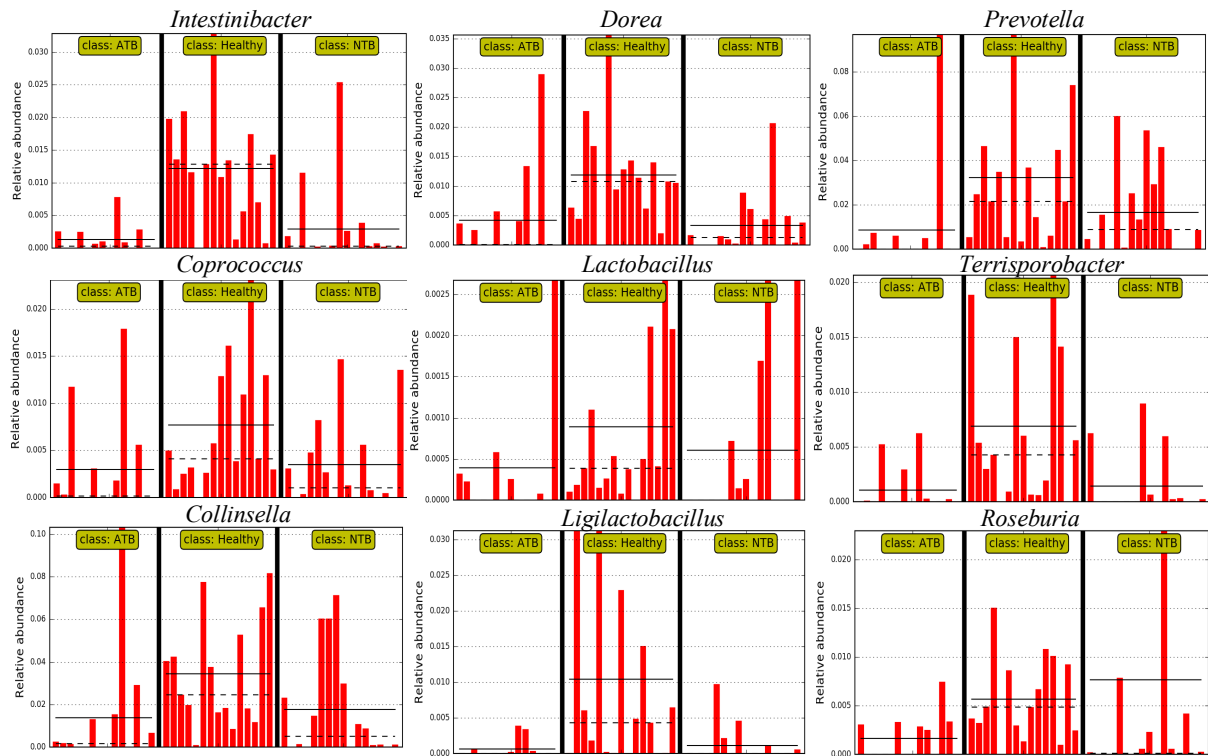 Intestinibacter Dorea Prevotella
class: ATB class: Healthy class: NTB class: ATB class: Healthy class: NTB class: ATB class: Healthy class: NTB
Relative abundance Relative abundance Relative abundance
0.030 0.025 0.020 0.015 0.010 0.005 0.000
0.035 0.030 0.025 0.020 0.015 0.010 0.005 0.000
0.08 0.06 0.04 0.02 0.00
Coprococcus Lactobacillus Terrisporobacter
class: ATB class: Healthy class: NTB class: ATB class: Healthy class: NTB class: ATB class: Healthy class: NTB
Relative abundance Relative abundance Relative abundance
0.020 0.015 0.010 0.005 0.000
0.0025 0.0020 0.0015 0.0010 0.0005 0.0000
0.020 0.015 0.010 0.005 0.000
Collinsella Ligilactobacillus Roseburia
class: ATB class: Healthy class: NTB class: ATB class: Healthy class: NTB class: ATB class: Healthy class: NTB
Relative abundance Relative abundance Relative abundance
0.10 0.08 0.06 0.04 0.02 0.00
0.030 0.025 0.020 0.015 0.010 0.005 0.000
0.020 0.015 0.010 0.005 0.000